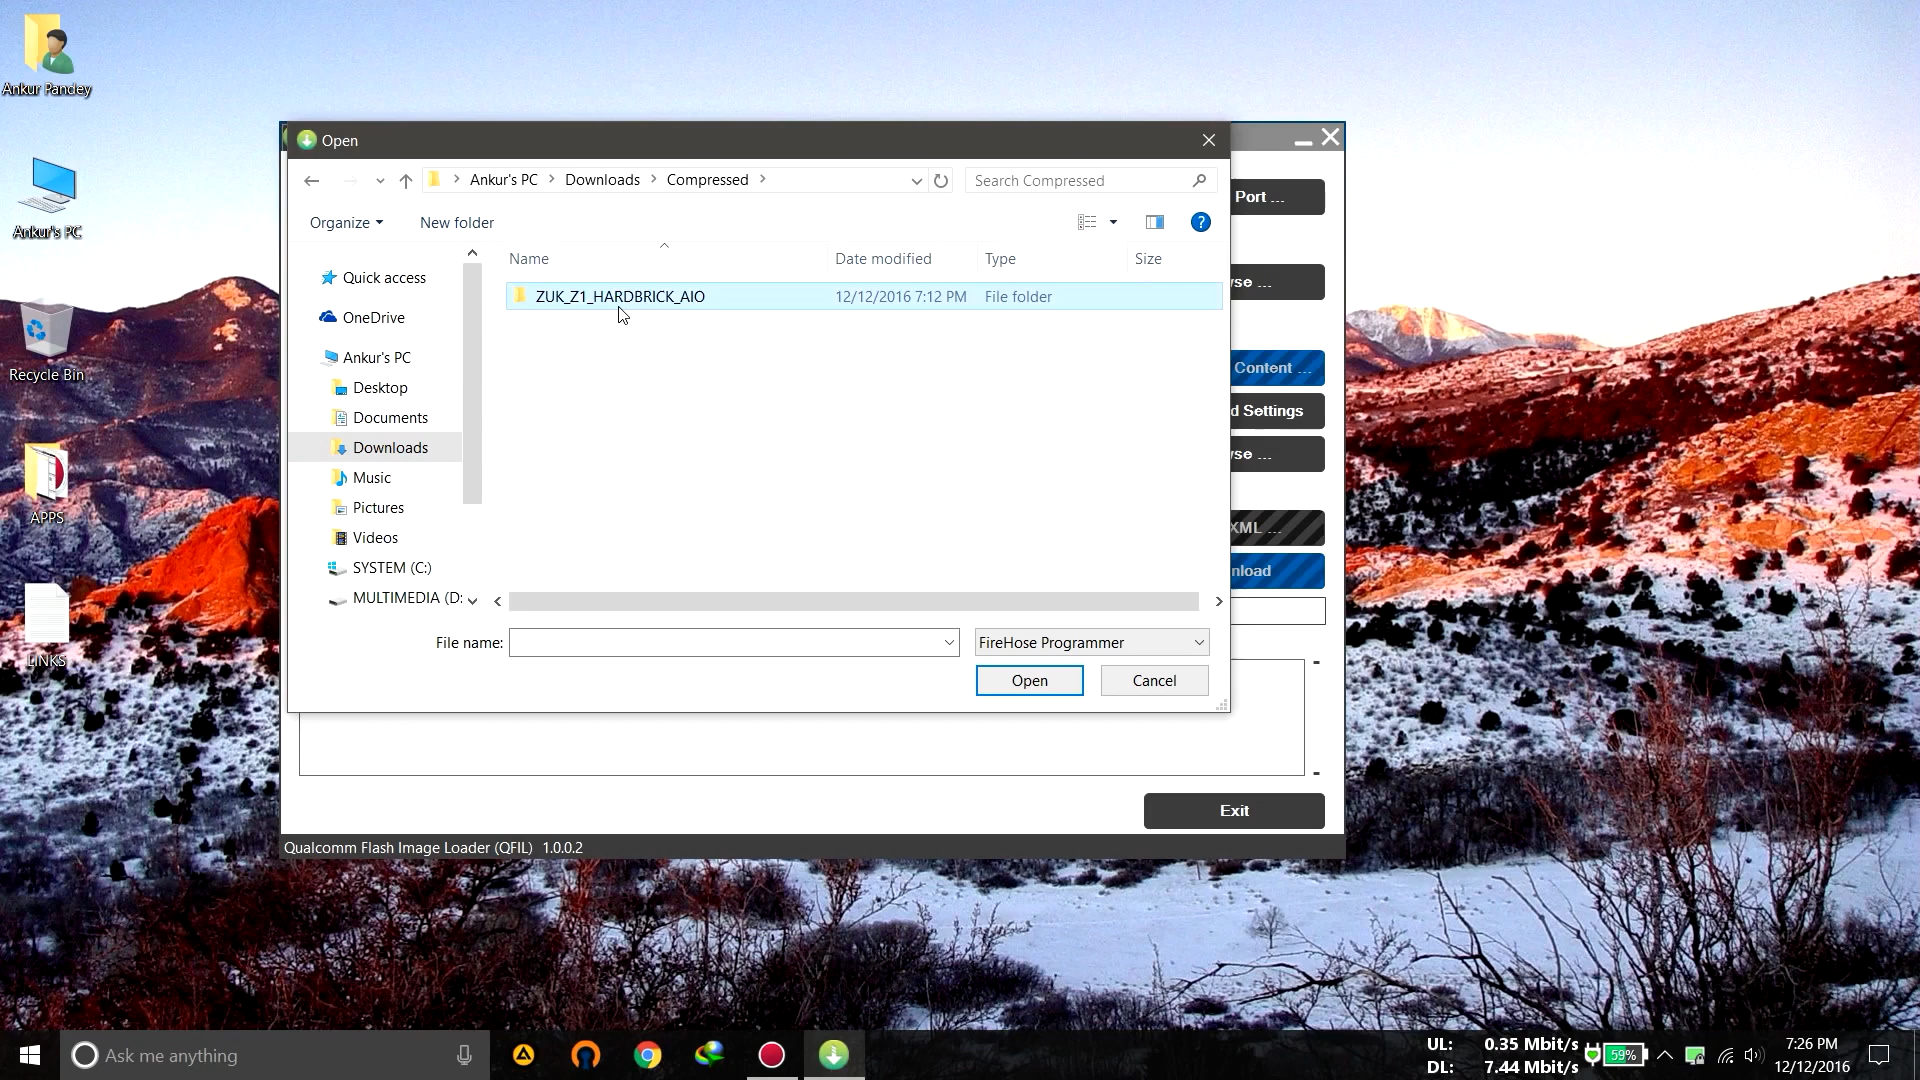 Ankur Pandey
Ankur's PC
Recycle Bin
APPS
LINKS
Open
Ankur's PC
Downloads
Compressed
Search Compressed
Organize
New folder
Name
Date modified
Type
Size
ZUK_Z1_HARDBRICK_AIO
12/12/2016 7:12 PM
File folder
Quick access
OneDrive
Ankur's PC
Desktop
Documents
Downloads
Music
Pictures
Videos
SYSTEM (C:)
MULTIMEDIA (D:
File name:
FireHose Programmer
Open
Cancel
Port ...
se ...
Content ...
d Settings
se ...
XML ...
nload
Exit
Qualcomm Flash Image Loader (QFIL) 1.0.0.2
Ask me anything
UL: 0.35 Mbit/s
DL: 7.44 Mbit/s
59%
7:26 PM
12/12/2016